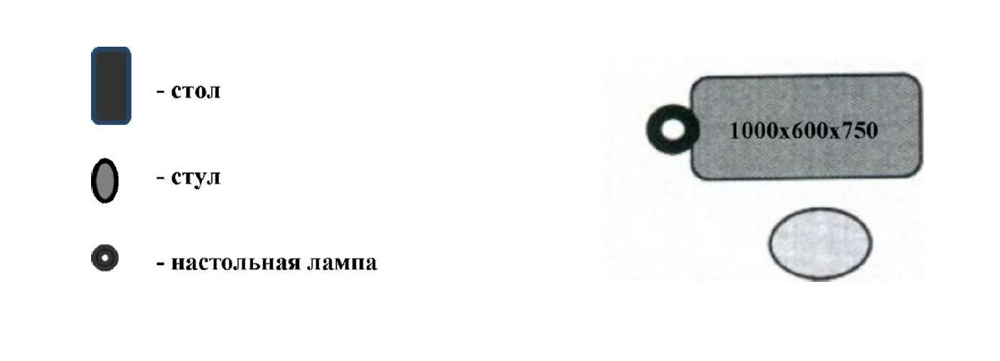 - стол
1000x600x750
- стул
- настольная лампа